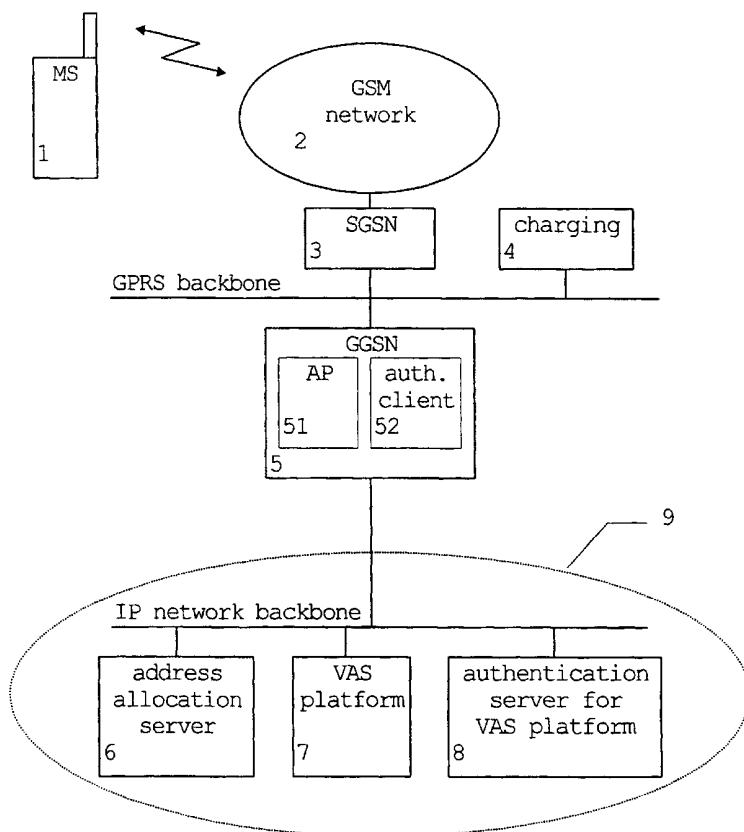 MS
1
GSM
network
2
SGSN
3
charging
4
GPRS backbone
GGSN
AP
51
auth.
client
52
5
9
IP network backbone
address
allocation
server
6
VAS
platform
7
authentication
server for
VAS platform
8